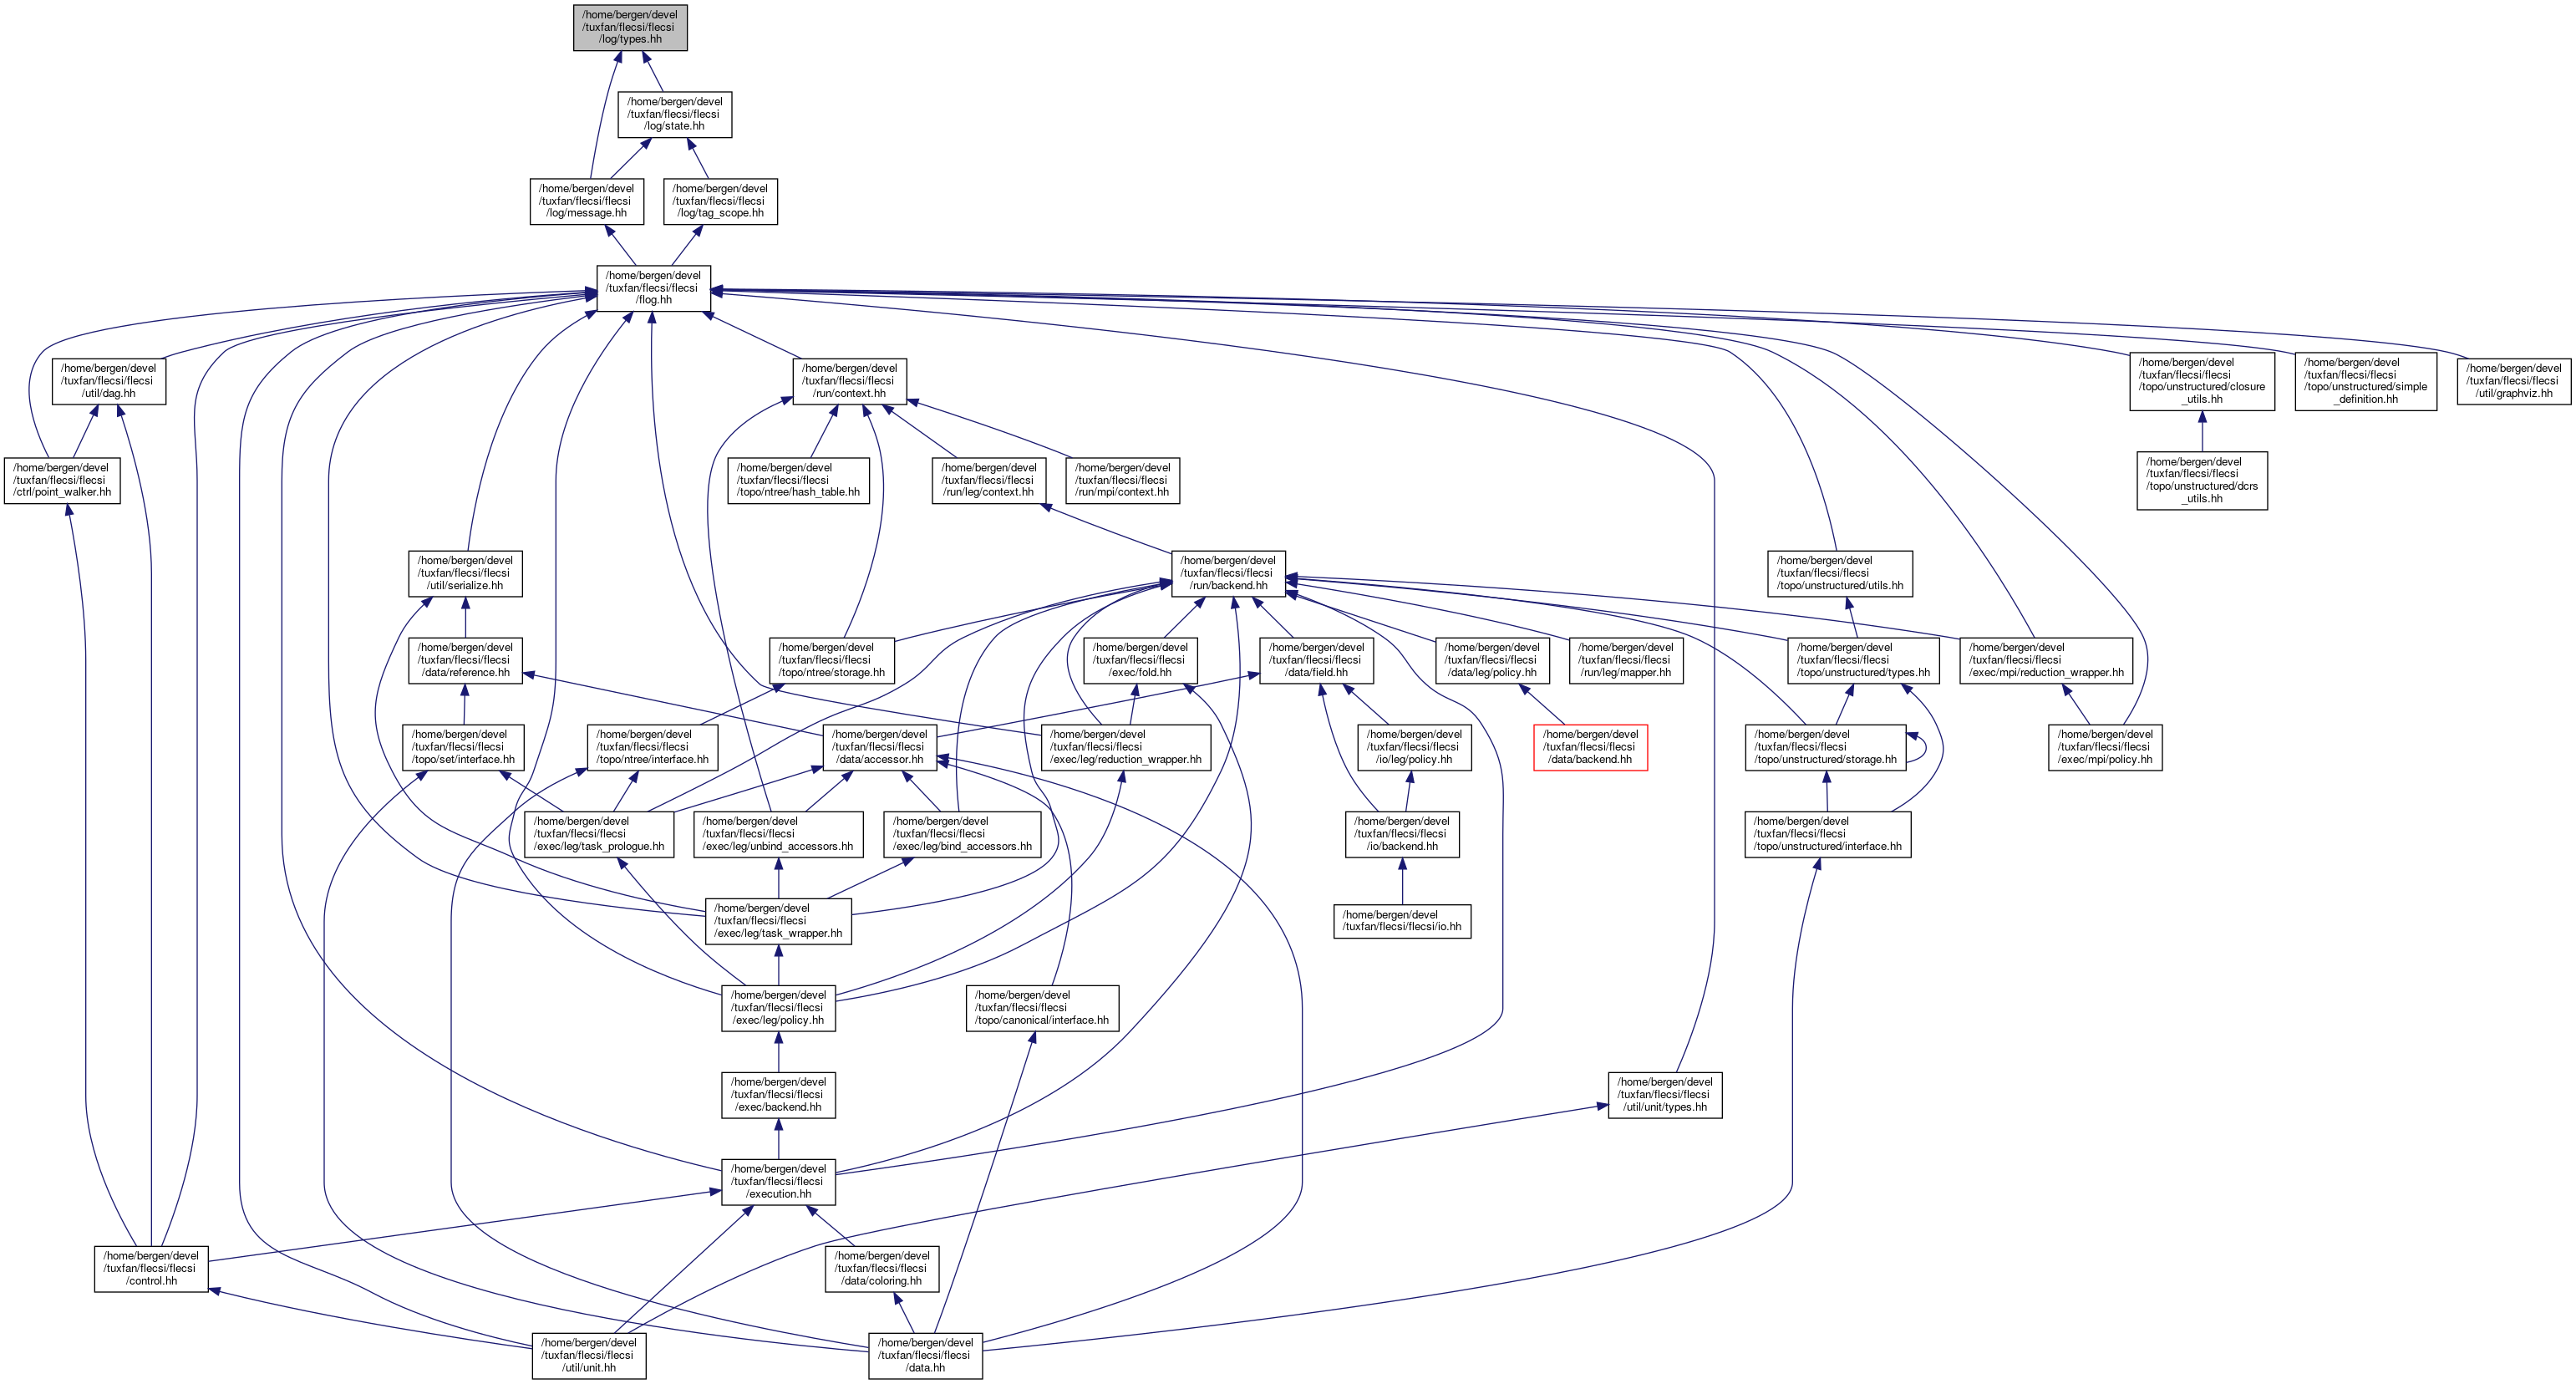 /home/bergen/devel
/tuxfan/flecsi/flecsi
/log/types.hh
/home/bergen/devel
/tuxfan/flecsi/flecsi
/log/state.hh
/home/bergen/devel
/tuxfan/flecsi/flecsi
/log/message.hh
/home/bergen/devel
/tuxfan/flecsi/flecsi
/log/tag_scope.hh
/home/bergen/devel
/tuxfan/flecsi/flecsi
/flog.hh
/home/bergen/devel
/tuxfan/flecsi/flecsi
/util/dag.hh
/home/bergen/devel
/tuxfan/flecsi/flecsi
/run/context.hh
/home/bergen/devel
/tuxfan/flecsi/flecsi
/topo/unstructured/closure
_utils.hh
/home/bergen/devel
/tuxfan/flecsi/flecsi
/topo/unstructured/simple
_definition.hh
/home/bergen/devel
/tuxfan/flecsi/flecsi
/util/graphviz.hh
/home/bergen/devel
/tuxfan/flecsi/flecsi
/ctrl/point_walker.hh
/home/bergen/devel
/tuxfan/flecsi/flecsi
/topo/ntree/hash_table.hh
/home/bergen/devel
/tuxfan/flecsi/flecsi
/run/leg/context.hh
/home/bergen/devel
/tuxfan/flecsi/flecsi
/run/mpi/context.hh
/home/bergen/devel
/tuxfan/flecsi/flecsi
/topo/unstructured/dcrs
_utils.hh
/home/bergen/devel
/tuxfan/flecsi/flecsi
/util/serialize.hh
/home/bergen/devel
/tuxfan/flecsi/flecsi
/run/backend.hh
/home/bergen/devel
/tuxfan/flecsi/flecsi
/topo/unstructured/utils.hh
/home/bergen/devel
/tuxfan/flecsi/flecsi
/data/reference.hh
/home/bergen/devel
/tuxfan/flecsi/flecsi
/topo/ntree/storage.hh
/home/bergen/devel
/tuxfan/flecsi/flecsi
/exec/fold.hh
/home/bergen/devel
/tuxfan/flecsi/flecsi
/data/field.hh
/home/bergen/devel
/tuxfan/flecsi/flecsi
/data/leg/policy.hh
/home/bergen/devel
/tuxfan/flecsi/flecsi
/run/leg/mapper.hh
/home/bergen/devel
/tuxfan/flecsi/flecsi
/topo/unstructured/types.hh
/home/bergen/devel
/tuxfan/flecsi/flecsi
/exec/mpi/reduction_wrapper.hh
/home/bergen/devel
/tuxfan/flecsi/flecsi
/topo/set/interface.hh
/home/bergen/devel
/tuxfan/flecsi/flecsi
/topo/ntree/interface.hh
/home/bergen/devel
/tuxfan/flecsi/flecsi
/data/accessor.hh
/home/bergen/devel
/tuxfan/flecsi/flecsi
/exec/leg/reduction_wrapper.hh
/home/bergen/devel
/tuxfan/flecsi/flecsi
/io/leg/policy.hh
/home/bergen/devel
/tuxfan/flecsi/flecsi
/data/backend.hh
/home/bergen/devel
/tuxfan/flecsi/flecsi
/topo/unstructured/storage.hh
/home/bergen/devel
/tuxfan/flecsi/flecsi
/exec/mpi/policy.hh
/home/bergen/devel
/tuxfan/flecsi/flecsi
/exec/leg/task_prologue.hh
/home/bergen/devel
/tuxfan/flecsi/flecsi
/exec/leg/unbind_accessors.hh
/home/bergen/devel
/tuxfan/flecsi/flecsi
/exec/leg/bind_accessors.hh
/home/bergen/devel
/tuxfan/flecsi/flecsi
/io/backend.hh
/home/bergen/devel
/tuxfan/flecsi/flecsi
/topo/unstructured/interface.hh
/home/bergen/devel
/tuxfan/flecsi/flecsi
/exec/leg/task_wrapper.hh
/home/bergen/devel
/tuxfan/flecsi/flecsi/io.hh
/home/bergen/devel
/tuxfan/flecsi/flecsi
/exec/leg/policy.hh
/home/bergen/devel
/tuxfan/flecsi/flecsi
/topo/canonical/interface.hh
/home/bergen/devel
/tuxfan/flecsi/flecsi
/exec/backend.hh
/home/bergen/devel
/tuxfan/flecsi/flecsi
/util/unit/types.hh
/home/bergen/devel
/tuxfan/flecsi/flecsi
/execution.hh
/home/bergen/devel
/tuxfan/flecsi/flecsi
/control.hh
/home/bergen/devel
/tuxfan/flecsi/flecsi
/data/coloring.hh
/home/bergen/devel
/tuxfan/flecsi/flecsi
/util/unit.hh
/home/bergen/devel
/tuxfan/flecsi/flecsi
/data.hh